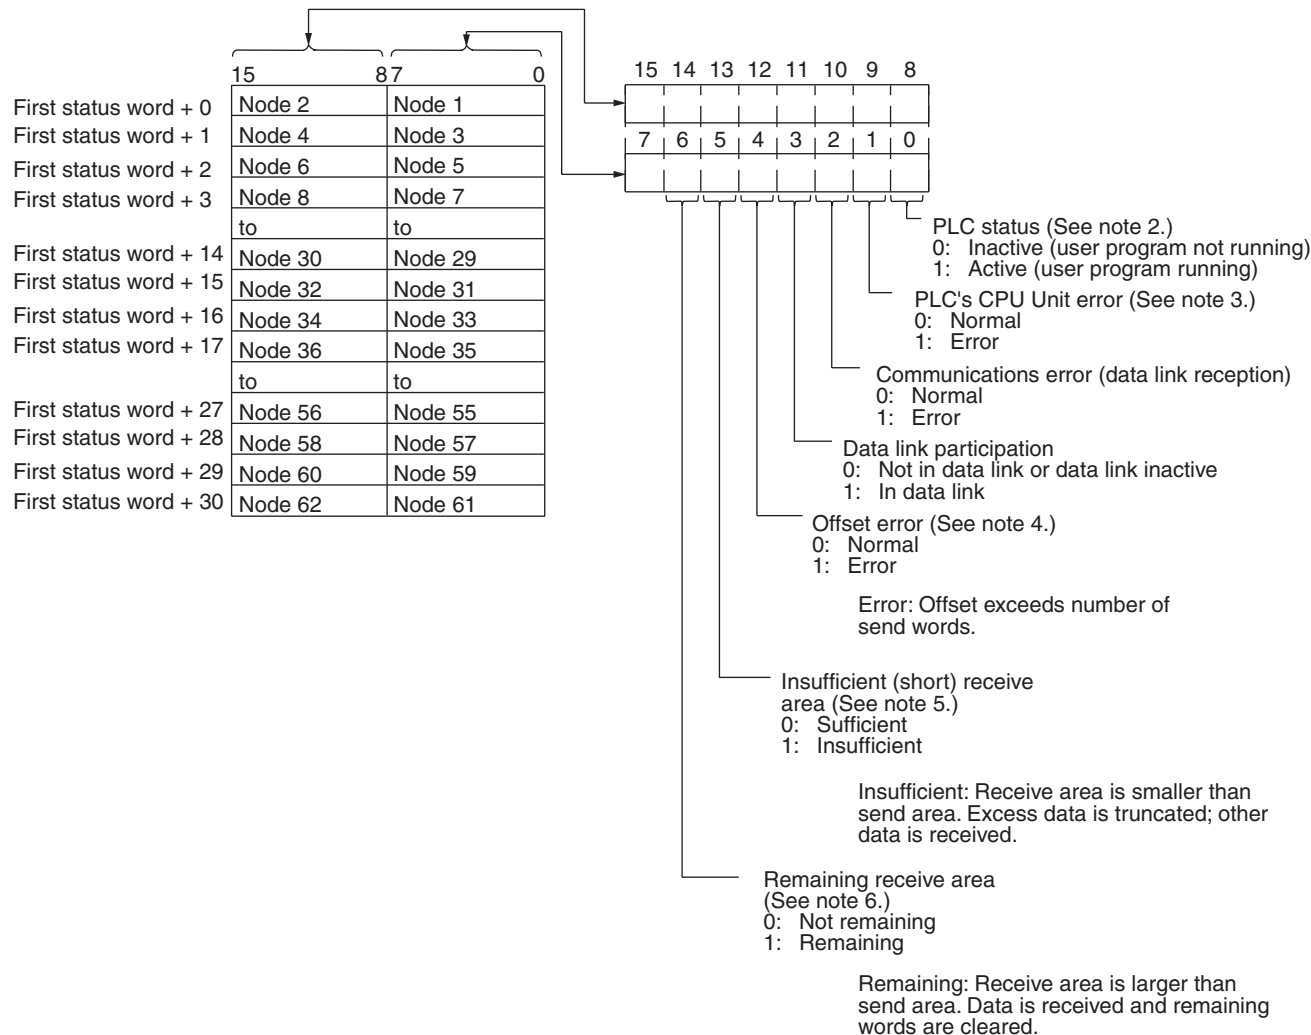 15 8 7 0
First status word + 0 Node 2 Node 1
First status word + 1 Node 4 Node 3
First status word + 2 Node 6 Node 5
First status word + 3 Node 8 Node 7
to to
First status word + 14 Node 30 Node 29
First status word + 15 Node 32 Node 31
First status word + 16 Node 34 Node 33
First status word + 17 Node 36 Node 35
to to
First status word + 27 Node 56 Node 55
First status word + 28 Node 58 Node 57
First status word + 29 Node 60 Node 59
First status word + 30 Node 62 Node 61
15 14 13 12 11 10 9 8
7 6 5 4 3 2 1 0
PLC status (See note 2.)
0: Inactive (user program not running)
1: Active (user program running)
PLC's CPU Unit error (See note 3.)
0: Normal
1: Error
Communications error (data link reception)
0: Normal
1: Error
Data link participation
0: Not in data link or data link inactive
1: In data link
Offset error (See note 4.)
0: Normal
1: Error
Error: Offset exceeds number of
send words.
Insufficient (short) receive
area (See note 5.)
0: Sufficient
1: Insufficient
Insufficient: Receive area is smaller than
send area. Excess data is truncated; other
data is received.
Remaining receive area
(See note 6.)
0: Not remaining
1: Remaining
Remaining: Receive area is larger than
send area. Data is received and remaining
words are cleared.